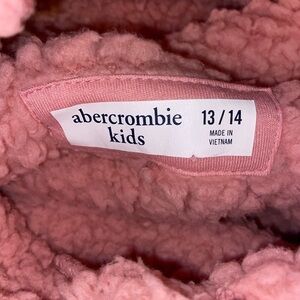 abercrombie
kids
13 / 14
MADE IN
VIETNAM